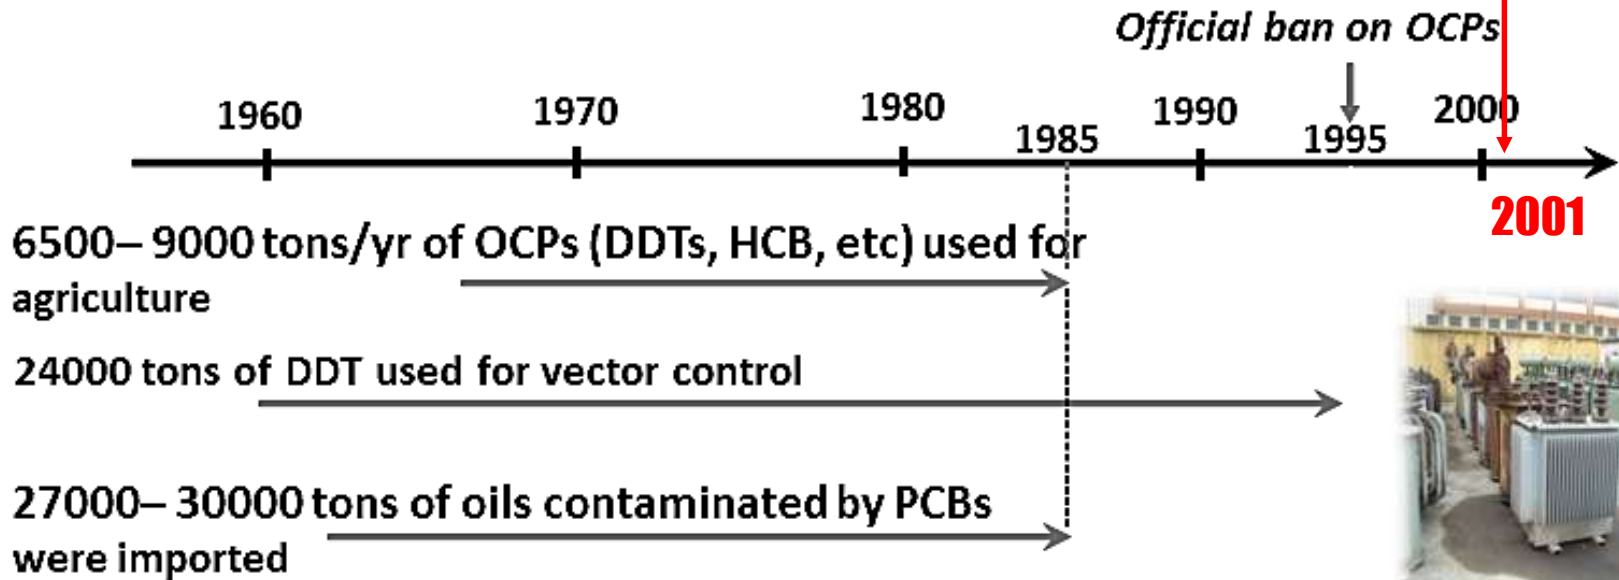 Official ban on OCPs
1960 1970 1980 1985 1990 1995 2000
2001
6500– 9000 tons/yr of OCPs (DDTs, HCB, etc) used for
agriculture
24000 tons of DDT used for vector control
27000– 30000 tons of oils contaminated by PCBs
were imported